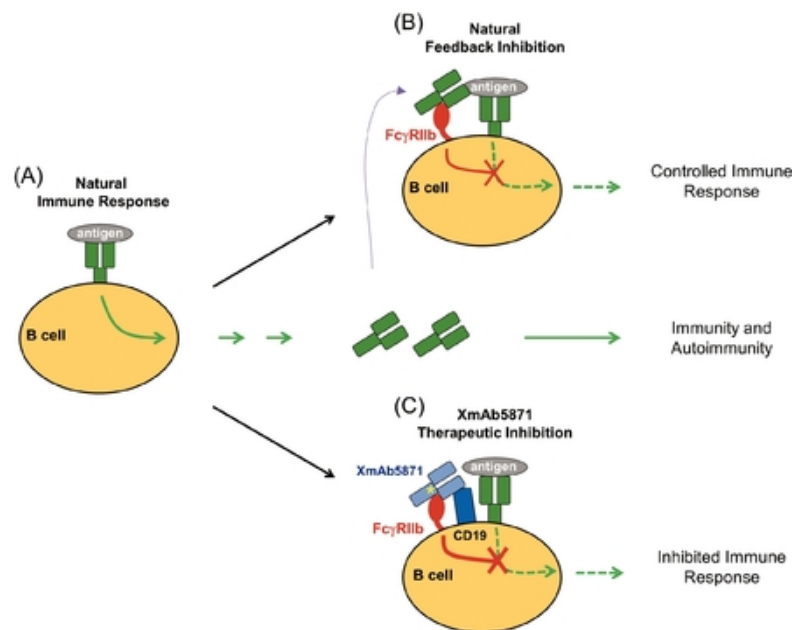 (B)
Natural
Feedback Inhibition
antigen
FcγRIIb
B cell
Controlled Immune
Response
(A)
Natural
Immune Response
antigen
B cell
Immunity and
Autoimmunity
(C)
XmAb5871
Therapeutic Inhibition
XmAb5871
antigen
FcγRIIb
CD19
B cell
Inhibited Immune
Response